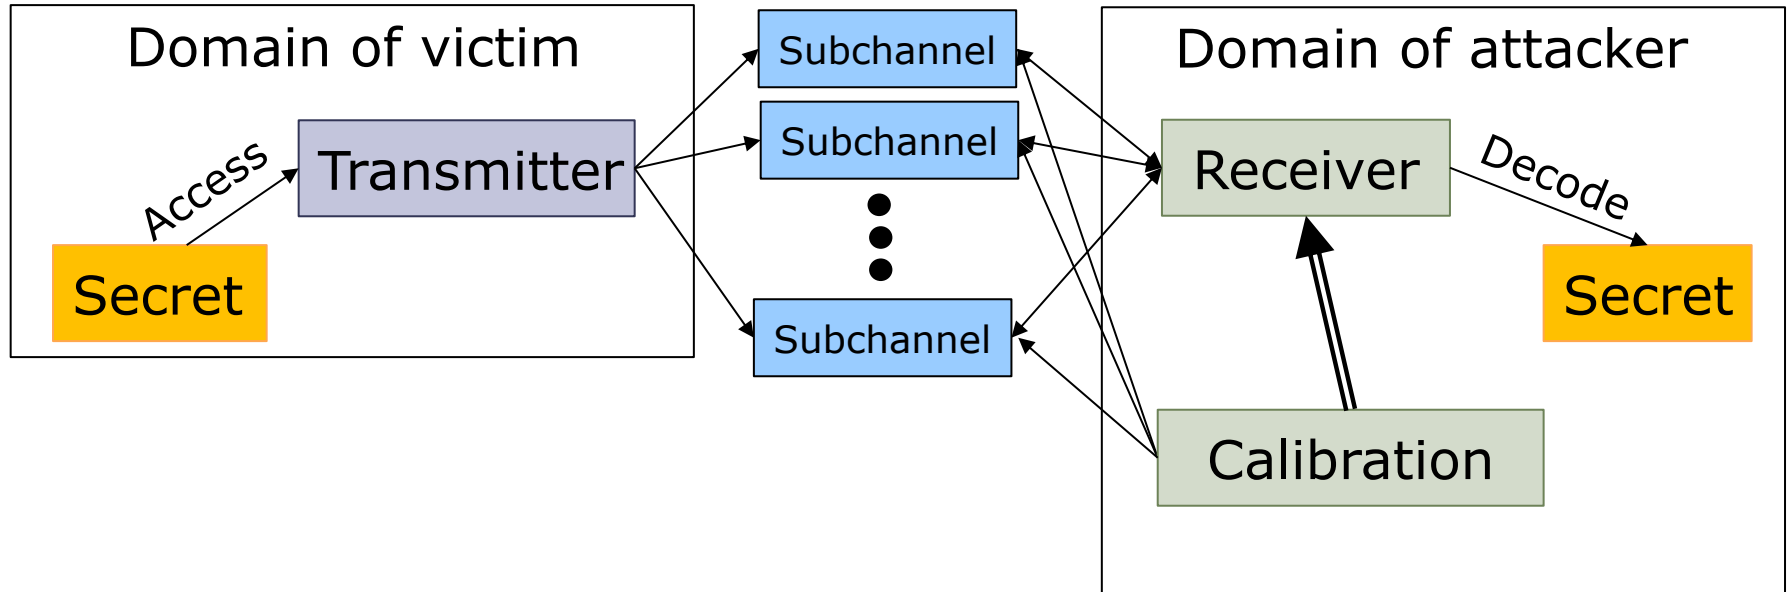 Domain of victim
Access
Transmitter
Secret
Subchannel
Subchannel
Subchannel
Domain of attacker
Receiver
Decode
Secret
Calibration